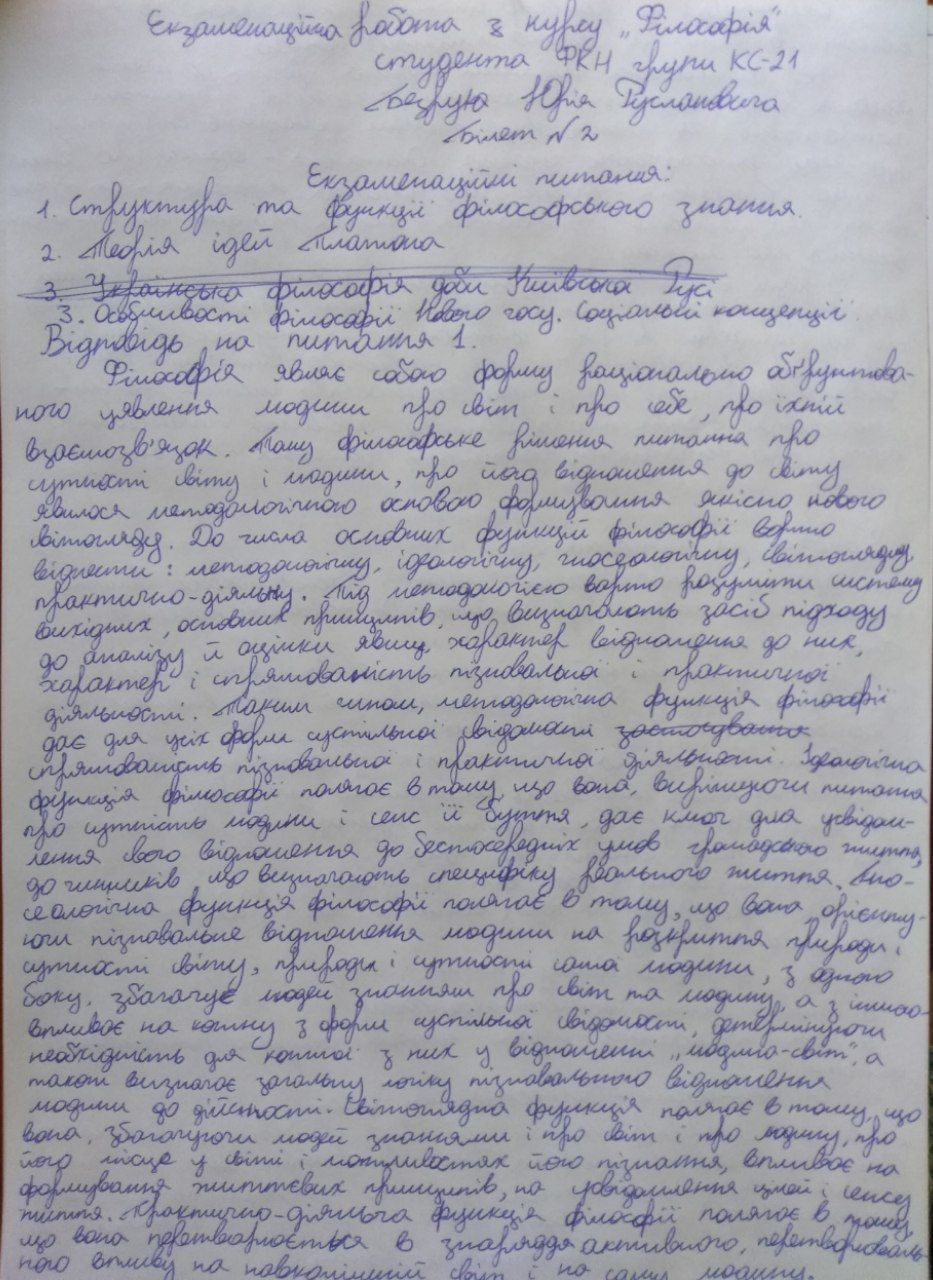 Екзаменаційна робота з курсу „Філософія"
студента ФКН групи КС-21
Безрука Юрія Руслановича
Білет №2
Екзаменаційні питання:
1. Структура та функції філософського знання.
2. Теорія ідей Платона
3. Українська філософія доби Київська Русі
3. Особливості філософії Нового часу. Соціальні концепції.
Відповідь на питання 1.
Філософія являє собою форму раціонально обґрунтова-
ного уявлення людини про світ і про себе, про їхній
взаємозв'язок. Тому філософське рішення питання про
сутності світу і людини, про його відношення до світу
явилося методологічною основою формування якісно нового
світогляду. До числа основних функцій філософії варто
віднести: методологічну, ідеологічну, гносеологічну, світоглядну,
практично-діяльну. Під методологією варто розуміти систему
вихідних, основних принципів, що визначають засіб підходу
до аналізу й оцінки явищ, характер відношення до них,
характер і спрямованість пізнавальної і практичної
діяльності. Таким чином, методологічна функція філософії
дає для усіх форм суспільної свідомості застосування
спрямованість пізнавальної і практичної діяльності. Ідеологічна
функція філософії полягає в тому, що вона, вирішуючи питання
про сутність людини і сенс її буття, дає ключ для усвідом-
лення свого відношення до беспосередніх умов громадського життя,
до чинників що визначають специфіку реального життя. Гно-
сеологічна функція філософії полягає в тому, що вона орієнту-
ючи пізнавальне відношення людини на розкриття природи і
сутності світу, природи і сутності самої людини, з одного
боку, збагачує людей знанням про світ та людину, а з іншого-
впливає на кожну з форм суспільної свідомості, детермінуючи
необхідність для кожної з них у відношенні „людина-світ", а
також визначає загальну логіку пізнавального відношення
людини до дійсності. Світоглядна функція полягає в тому, що
вона, збагачуючи людей знаннями і про світ і про людину, про
його місце у світі і можливостях його пізнання, впливає на
формування життєвих принципів, на усвідомлення цілей і сенсу
життя. Практично-діяльна функція філософії полягає в тому,
що вона перетворюється в знаряддя активного, перетворюваль-
ного впливу на навколишній світ і на саму людину.